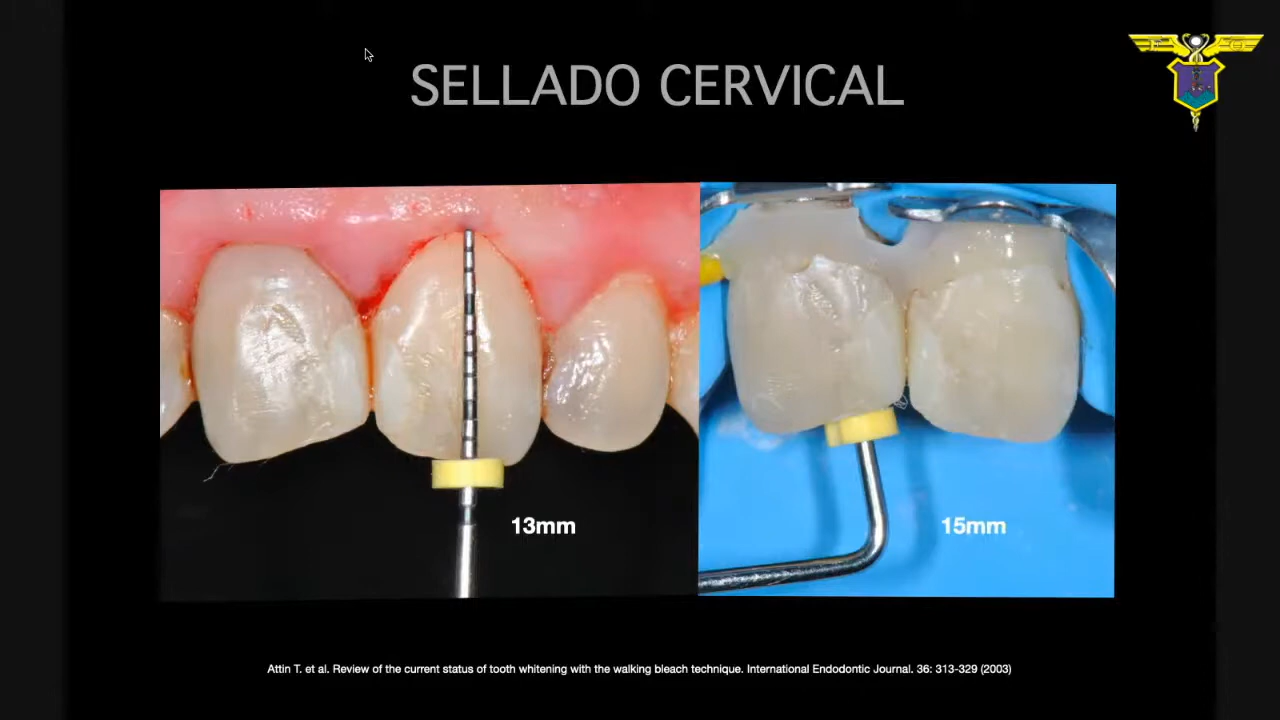 SELLADO CERVICAL
13mm
15mm
Attin T. et al. Review of the current status of tooth whitening with the walking bleach technique. International Endodontic Journal. 36: 313-329 (2003)